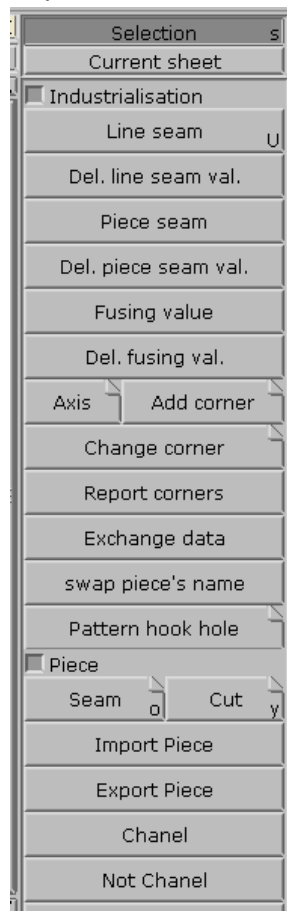 Selection s
Current sheet
Industrialisation
Line seam U
Del. line seam val.
Piece seam
Del. piece seam val.
Fusing value
Del. fusing val.
Axis Add corner
Change corner
Report corners
Exchange data
swap piece's name
Pattern hook hole
Piece
Seam o Cut y
Import Piece
Export Piece
Chanel
Not Chanel